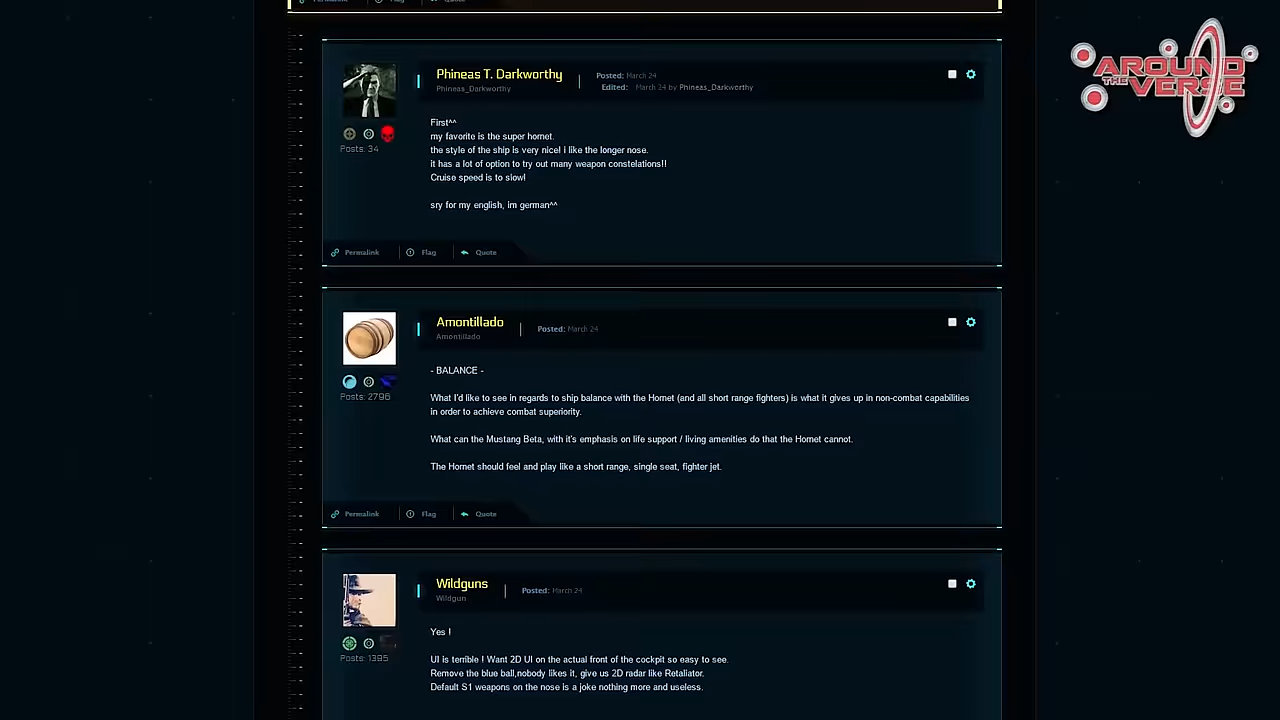 Permalink Flag Quote
AROUND
THE VERSE
Phineas T. Darkworthy
Phineas_Darkworthy
Posted: March 24
Edited: March 24 by Phineas_Darkworthy
Posts: 34
First^^
my favorite is the super hornet.
the style of the ship is very nice! i like the longer nose.
it has a lot of option to try out many weapon constelations!!
Cruise speed is to slow!
sry for my english, im german^^
Permalink Flag Quote
Amontillado
Amontillado
Posted: March 24
Posts: 2796
- BALANCE -
What I'd like to see in regards to ship balance with the Hornet (and all short range fighters) is what it gives up in non-combat capabilities
in order to achieve combat superiority.
What can the Mustang Beta, with it's emphasis on life support / living amenities do that the Hornet cannot.
The Hornet should feel and play like a short range, single seat, fighter jet.
Permalink Flag Quote
Wildguns
Wildgun
Posted: March 24
Posts: 1395
Yes !
UI is terrible ! Want 2D UI on the actual front of the cockpit so easy to see.
Remove the blue ball,nobody likes it, give us 2D radar like Retaliator.
Default S1 weapons on the nose is a joke nothing more and useless.